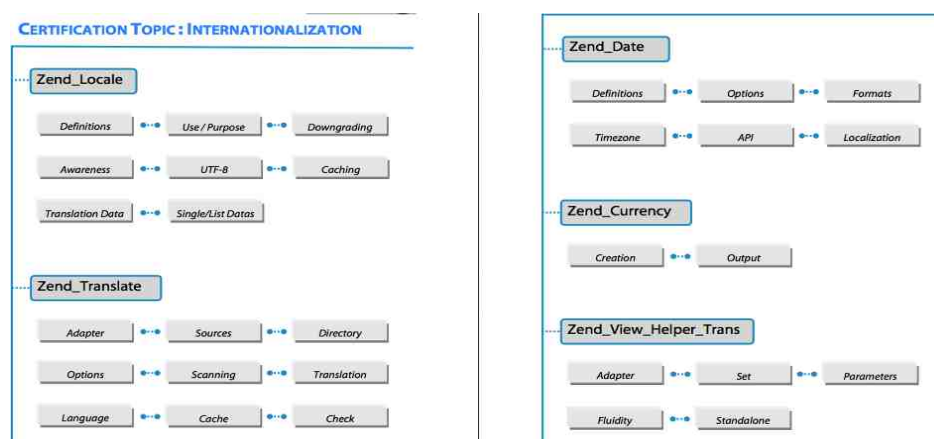 CERTIFICATION TOPIC: INTERNATIONALIZATION
Zend_Locale
Definitions Use / Purpose Downgrading
Awareness UTF-8 Caching
Translation Data Single/List Datas
Zend_Translate
Adapter Sources Directory
Options Scanning Translation
Language Cache Check
Zend_Date
Definitions Options Formats
Timezone API Localization
Zend_Currency
Creation Output
Zend_View_Helper_Trans
Adapter Set Parameters
Fluidity Standalone